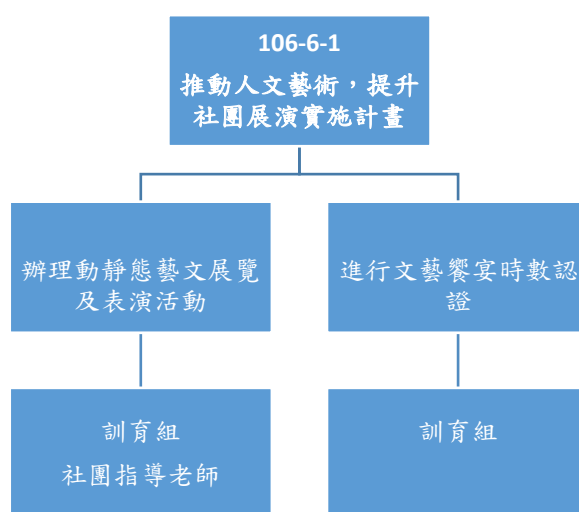 106-6-1
推動人文藝術，提升
社團展演實施計畫
辦理動靜態藝文展覽
及表演活動
進行文藝饗宴時數認
證
訓育組
社團指導老師
訓育組